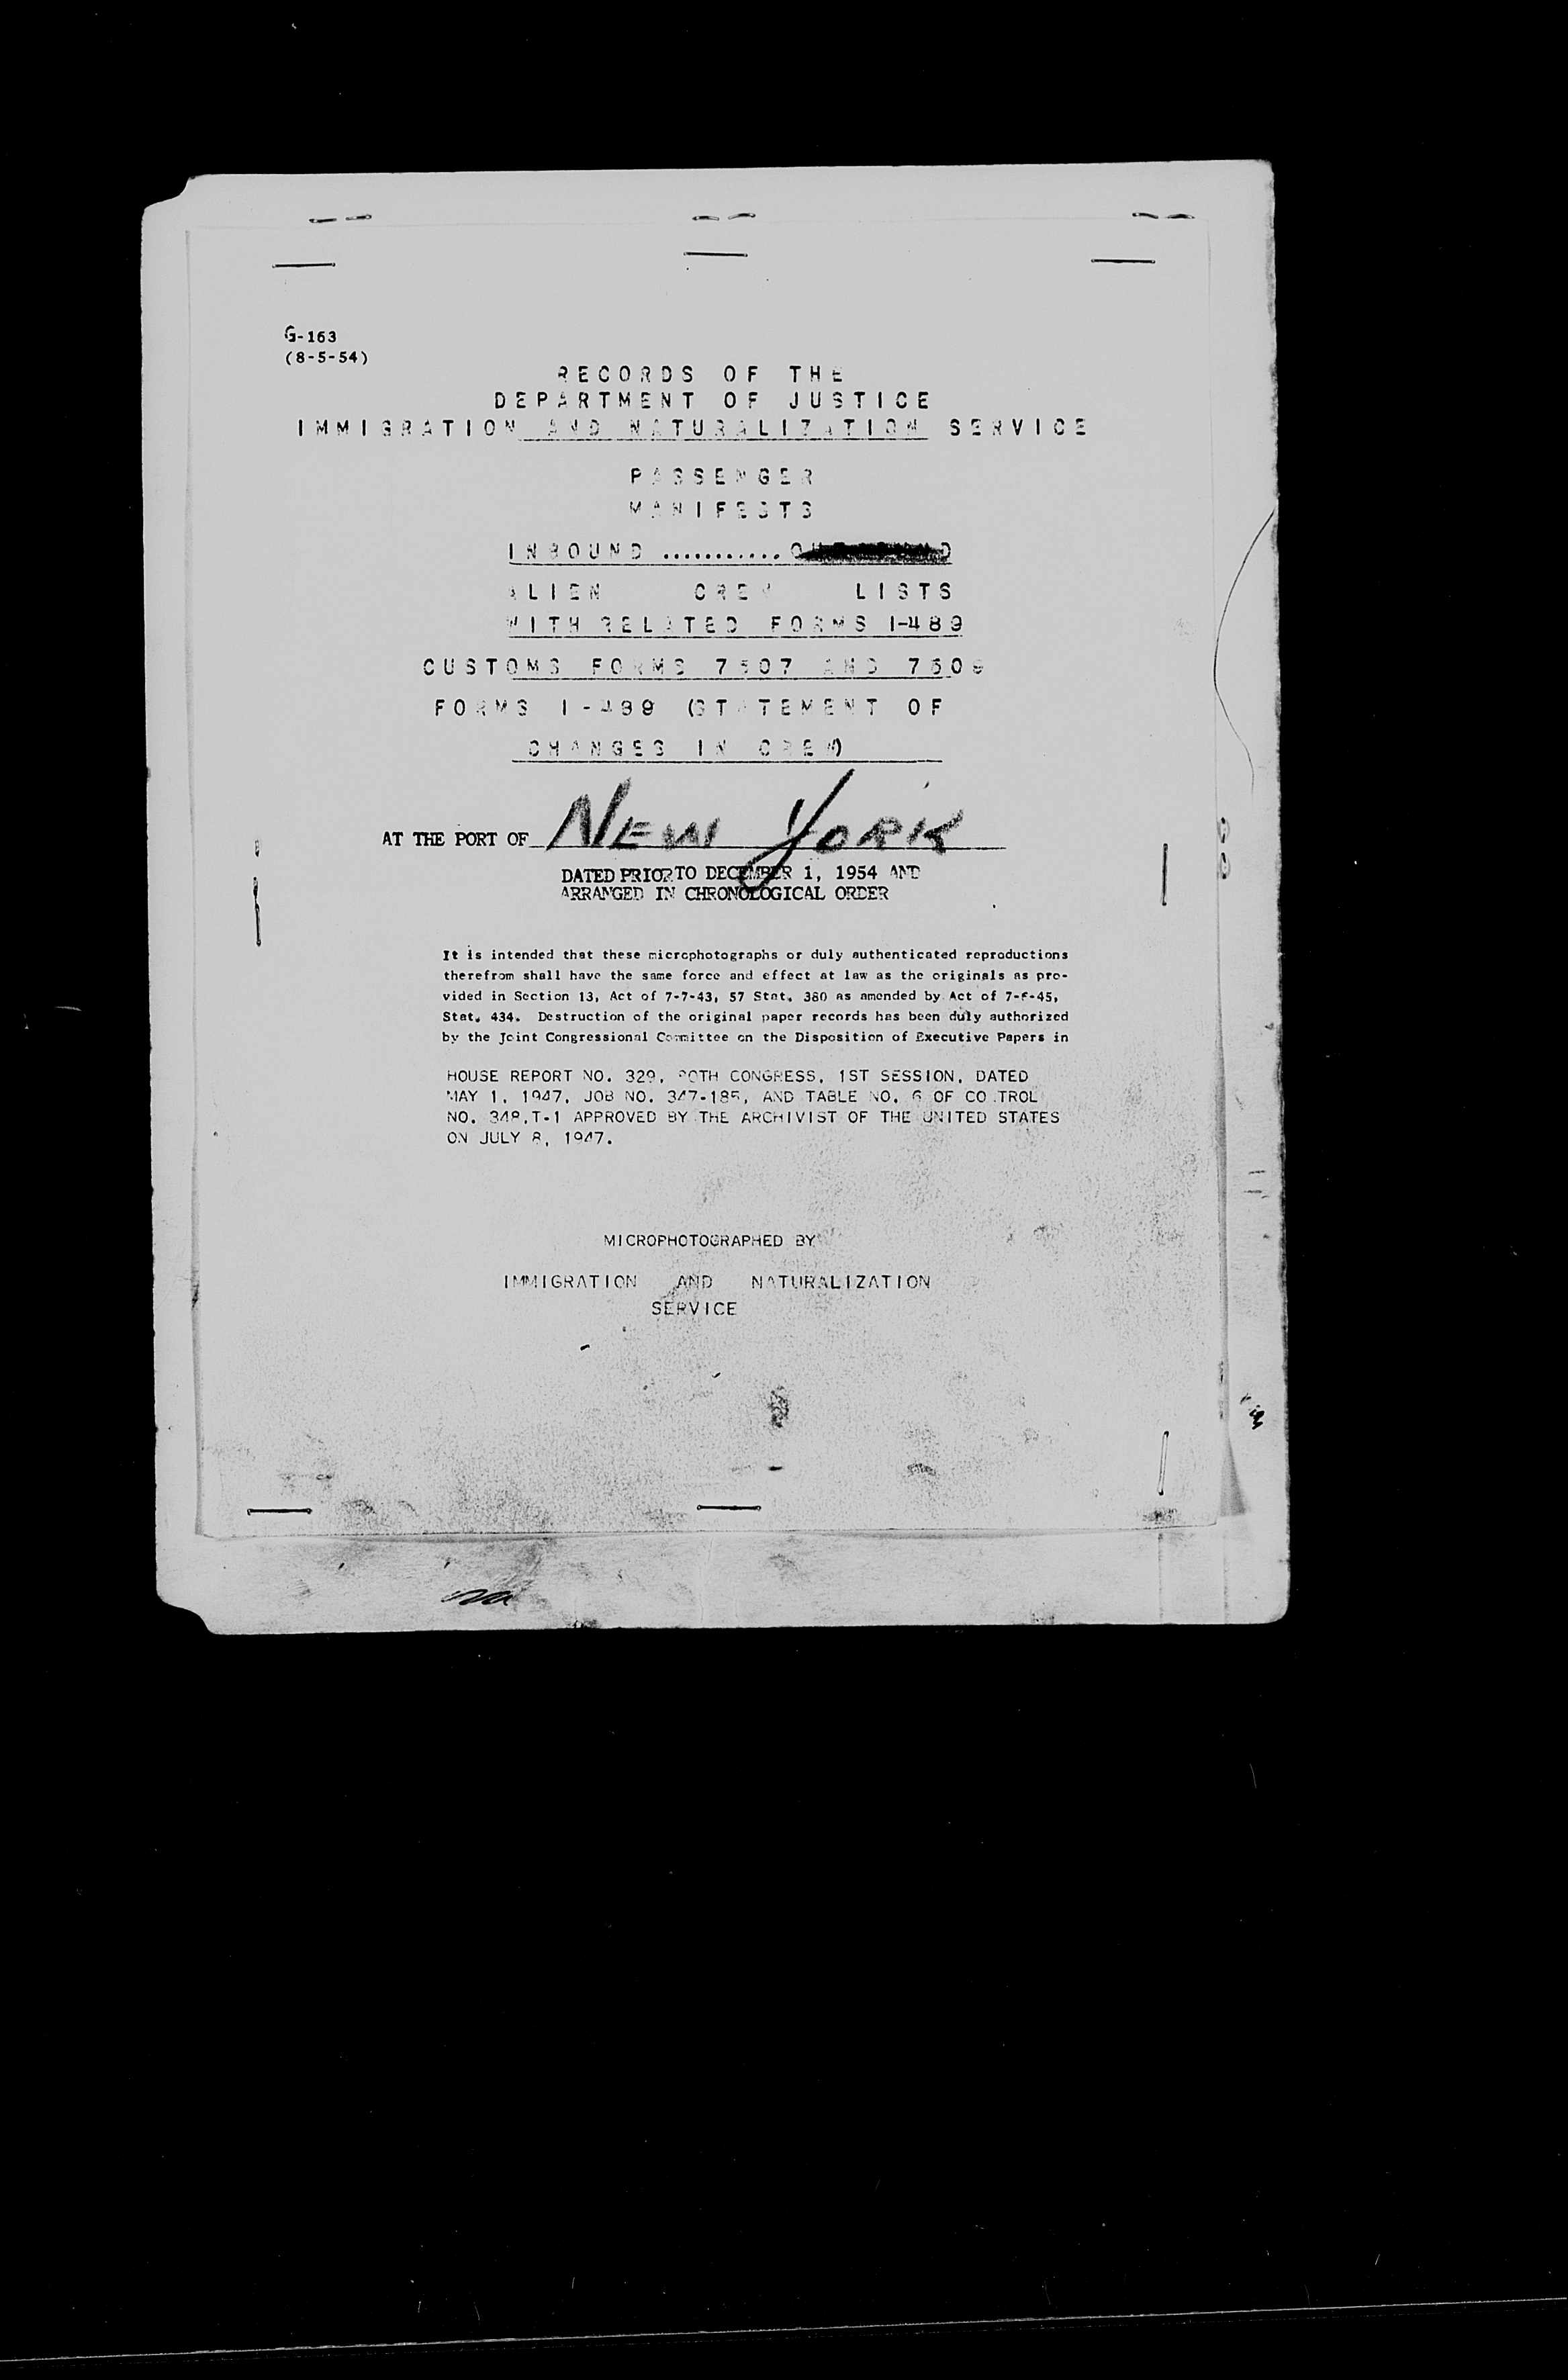 G-163
(8-5-54)
RECORDS OF THE
DEPARTMENT OF JUSTICE
IMMIGRATION AND NATURALIZATION SERVICE
PASSENGER
MANIFESTS
INBOUND ...........
ALIEN CREW LISTS
WITH RELATED FORMS I-489
CUSTOMS FORMS 7507 AND 7509
FORMS I-489 (STATEMENT OF
CHANGES IN CREW)
AT THE PORT OF NEW YORK
DATED PRIOR TO DECEMBER 1, 1954 AND
ARRANGED IN CHRONOLOGICAL ORDER
It is intended that these microphotographs or duly authenticated reproductions
therefrom shall have the same force and effect at law as the originals as pro-
vided in Section 13, Act of 7-7-43, 57 Stat. 380 as amended by Act of
Stat. 434. Destruction of the original paper records has been duly authorized
by the Joint Congressional Committee on the Disposition of Executive Papers in
HOUSE REPORT NO. 329, 80TH CONGRESS, 1ST SESSION, DATED
MAY 1, 1947, JOB NO. 347-185, AND TABLE NO. 6 OF CO TROL
NO. 348,T-1 APPROVED BY THE ARCHIVIST OF THE UNITED STATES
ON JULY 8, 1947.
MICROPHOTOGRAPHED BY
IMMIGRATION AND NATURALIZATION
SERVICE